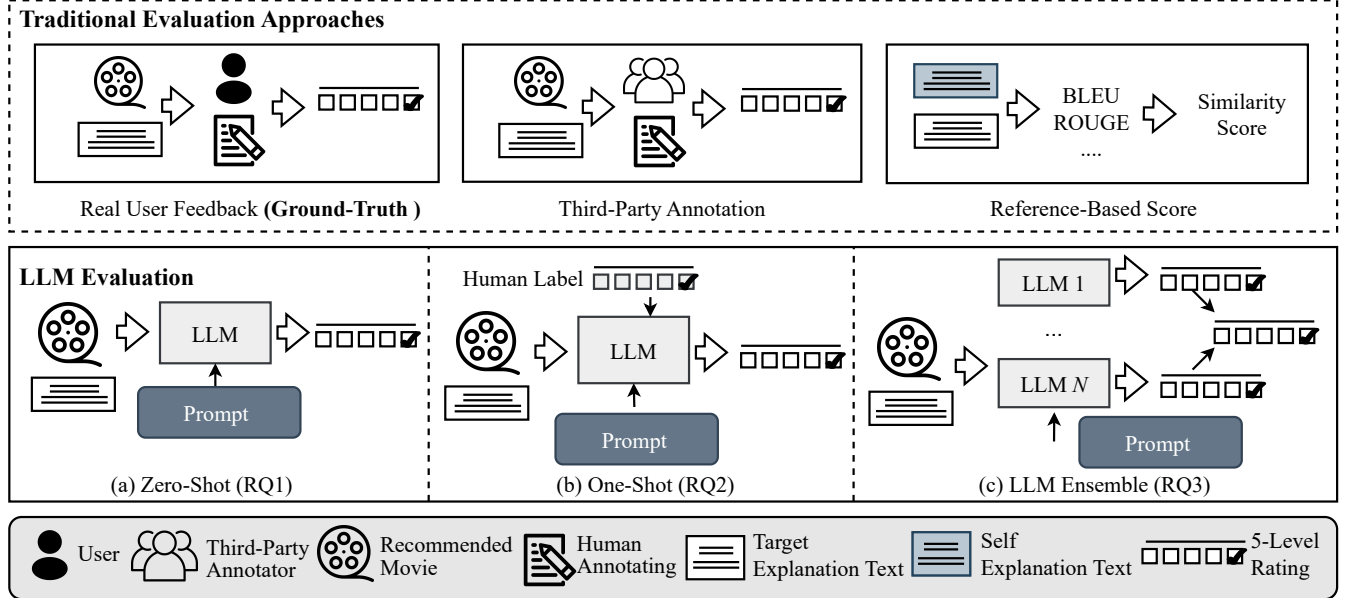 Traditional Evaluation Approaches
BLEU
ROUGE
....
Similarity
Score
Real User Feedback (Ground-Truth )
Third-Party Annotation
Reference-Based Score
LLM Evaluation
LLM
Prompt
(a) Zero-Shot (RQ1)
Human Label
LLM
Prompt
(b) One-Shot (RQ2)
LLM 1
...
LLM N
Prompt
(c) LLM Ensemble (RQ3)
User
Third-Party
Annotator
Recommended
Movie
Human
Annotating
Target
Explanation Text
Self
Explanation Text
5-Level
Rating